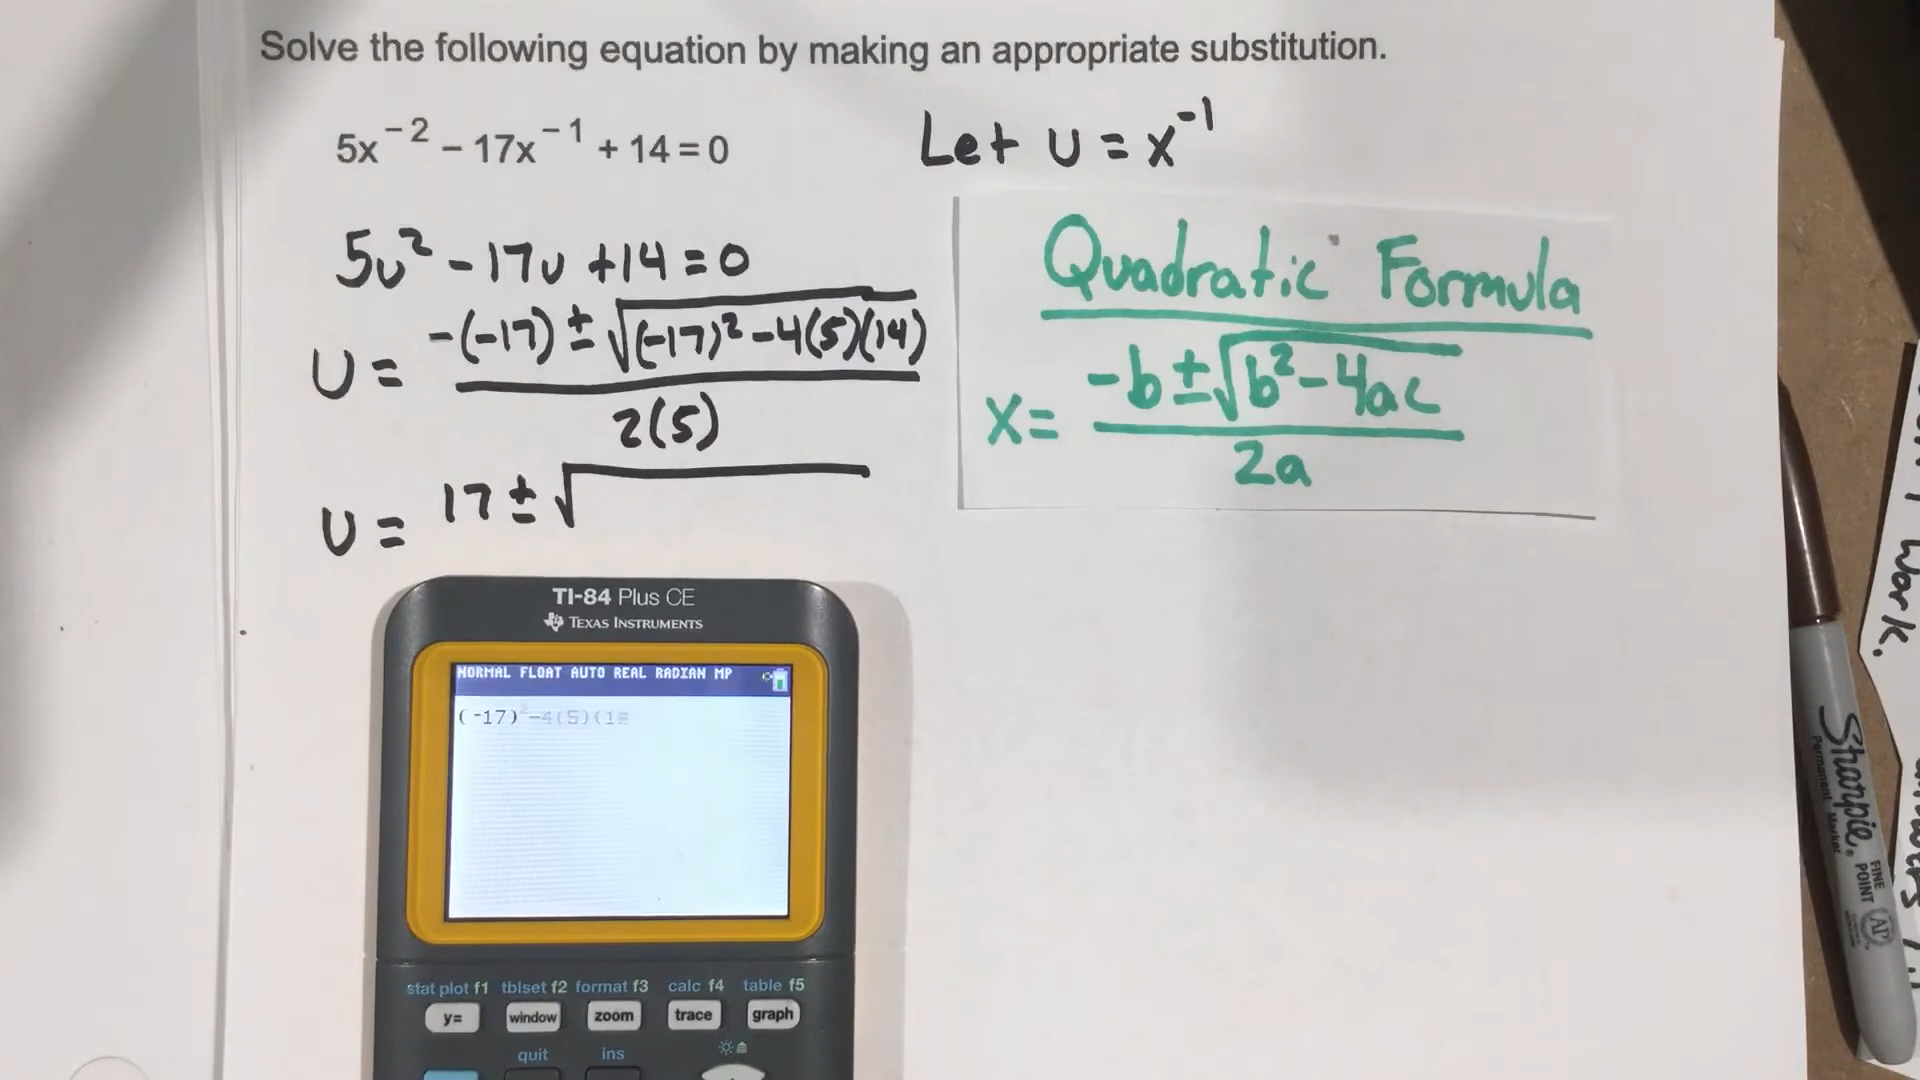 Solve the following equation by making an appropriate substitution.
5x⁻² − 17x⁻¹ + 14 = 0
Let u = x⁻¹
5u² - 17u + 14 = 0
u = -(-17) ± √(-17)² - 4(5)(14) / 2(5)
u = 17 ± √
Quadratic Formula
x = -b ± √b² - 4ac / 2a
TI-84 Plus CE
TEXAS INSTRUMENTS
NORMAL FLOAT AUTO REAL RADIAN MP
(-17)²-4(5)(1
stat plot f1 tblset f2 format f3 calc f4 table f5
y= window zoom trace graph
quit ins
work.
Sharpie.
Permanent Marker
FINE POINT
AP